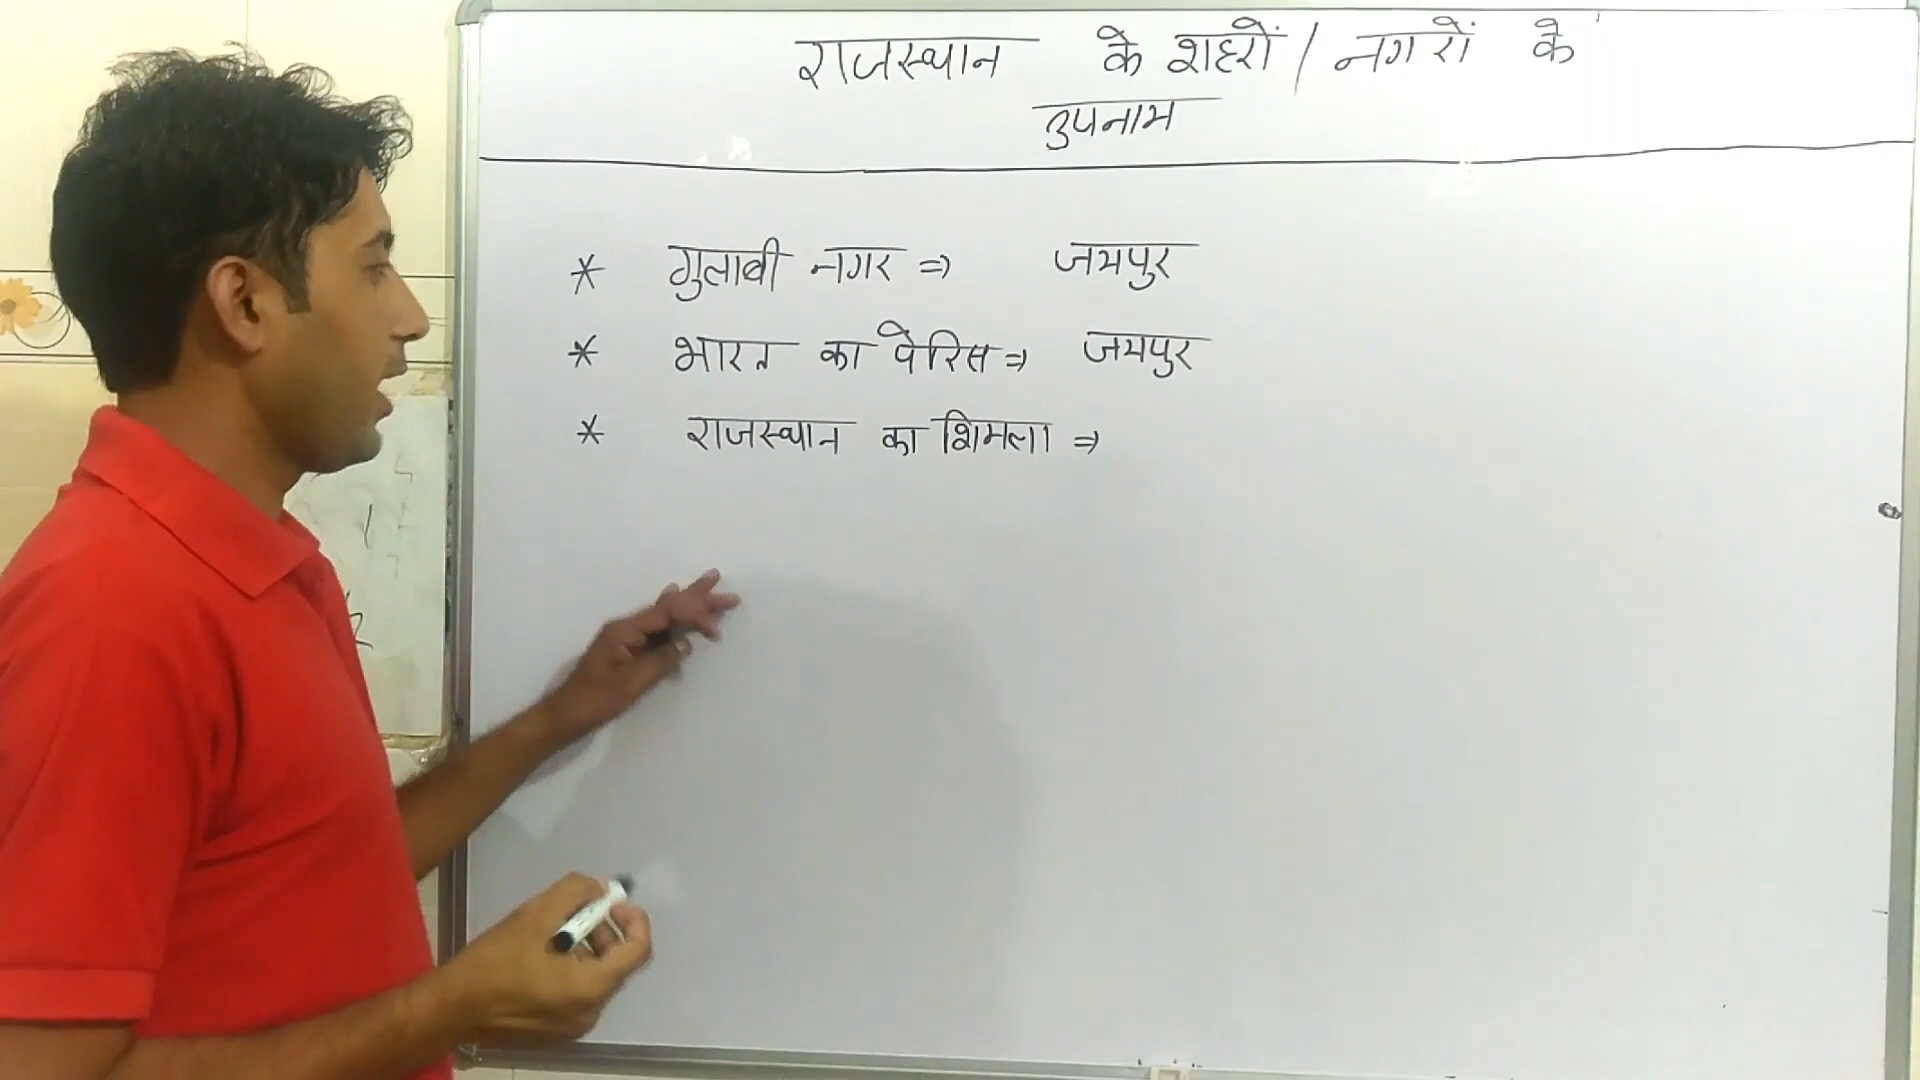 राजस्थान के शहरों / नगरों के
उपनाम
* गुलाबी नगर ⇒ जयपुर
* भारत का पेरिस ⇒ जयपुर
* राजस्थान का शिमला ⇒